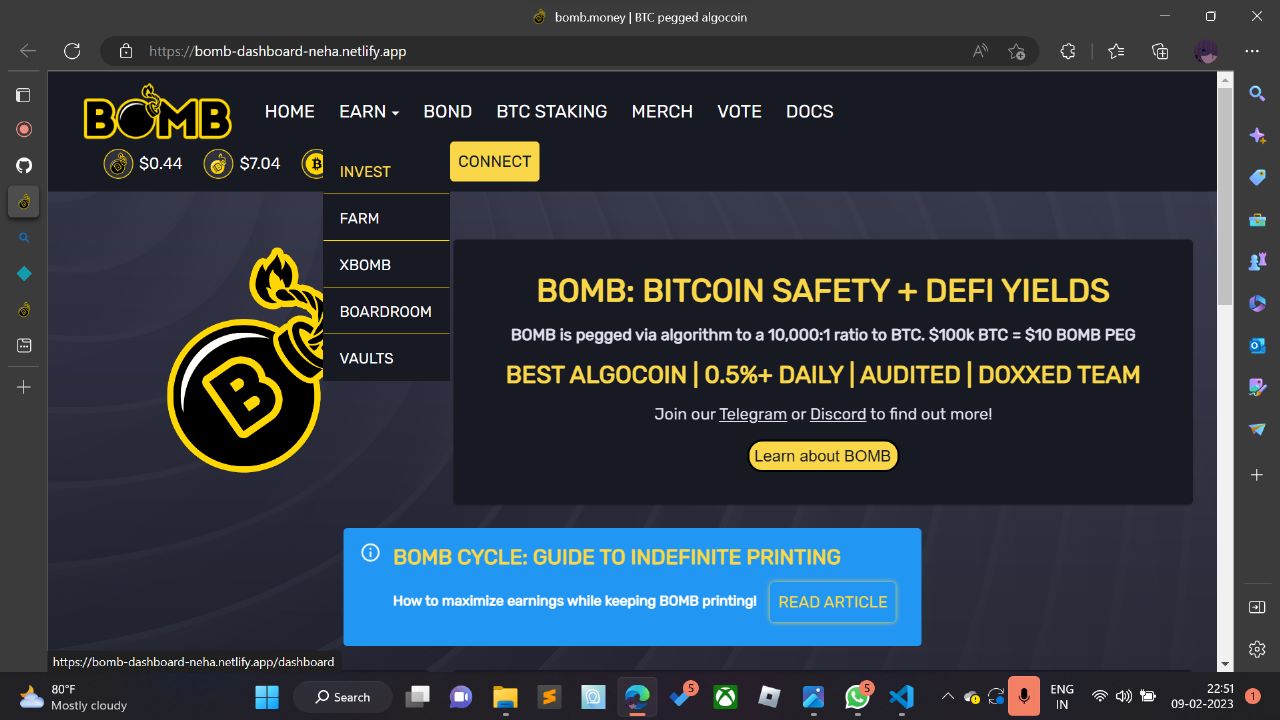 bomb.money | BTC pegged algocoin
https://bomb-dashboard-neha.netlify.app
BOMB
HOME EARN BOND BTC STAKING MERCH VOTE DOCS
$0.44 $7.04 CONNECT
INVEST
FARM
XBOMB
BOARDROOM
VAULTS
B
BOMB: BITCOIN SAFETY + DEFI YIELDS
BOMB is pegged via algorithm to a 10,000:1 ratio to BTC. $100k BTC = $10 BOMB PEG
BEST ALGOCOIN | 0.5%+ DAILY | AUDITED | DOXXED TEAM
Join our Telegram or Discord to find out more!
Learn about BOMB
BOMB CYCLE: GUIDE TO INDEFINITE PRINTING
How to maximize earnings while keeping BOMB printing! READ ARTICLE
https://bomb-dashboard-neha.netlify.app/dashboard
80°F
Mostly cloudy
Search
5
5
ENG
IN
22:51
09-02-2023
1